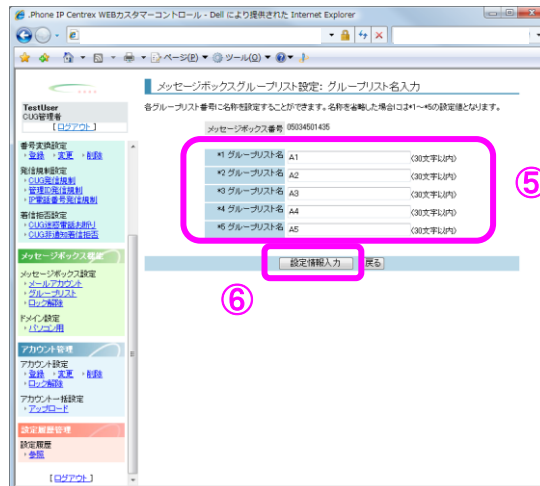 .Phone IP Centrex WEBカスタマーコントロール - Dell により提供された Internet Explorer
ページ(P) ツール(O)
メッセージボックスグループリスト設定: グループリスト名入力
TestUser
CUG管理者
[ログアウト]
各グループリスト番号に名称を設定することができます。名称を省略した場合には*1～*5の設定値となります。
メッセージボックス番号 05034501435
*1 グループリスト名 A1 (30文字以内)
*2 グループリスト名 A2 (30文字以内)
*3 グループリスト名 A3 (30文字以内)
*4 グループリスト名 A4 (30文字以内)
*5 グループリスト名 A5 (30文字以内)
⑤
設定情報入力 戻る
⑥
番号変換設定
・登録 ・変更 ・削除
発信規制設定
・CUG発信規制
・管理ID発信規制
・IP電話番号発信規制
着信拒否設定
・CUG迷惑電話お断り
・CUG非通知着信拒否
メッセージボックス設定
メッセージボックス設定
・メールアカウント
・グループリスト
・ロック解除
ドメイン設定
・パソコン用
アカウント管理
アカウント設定
・登録 ・変更 ・削除
・ロック解除
アカウント一括設定
・アップロード
設定履歴管理
設定履歴
・参照
[ログアウト]